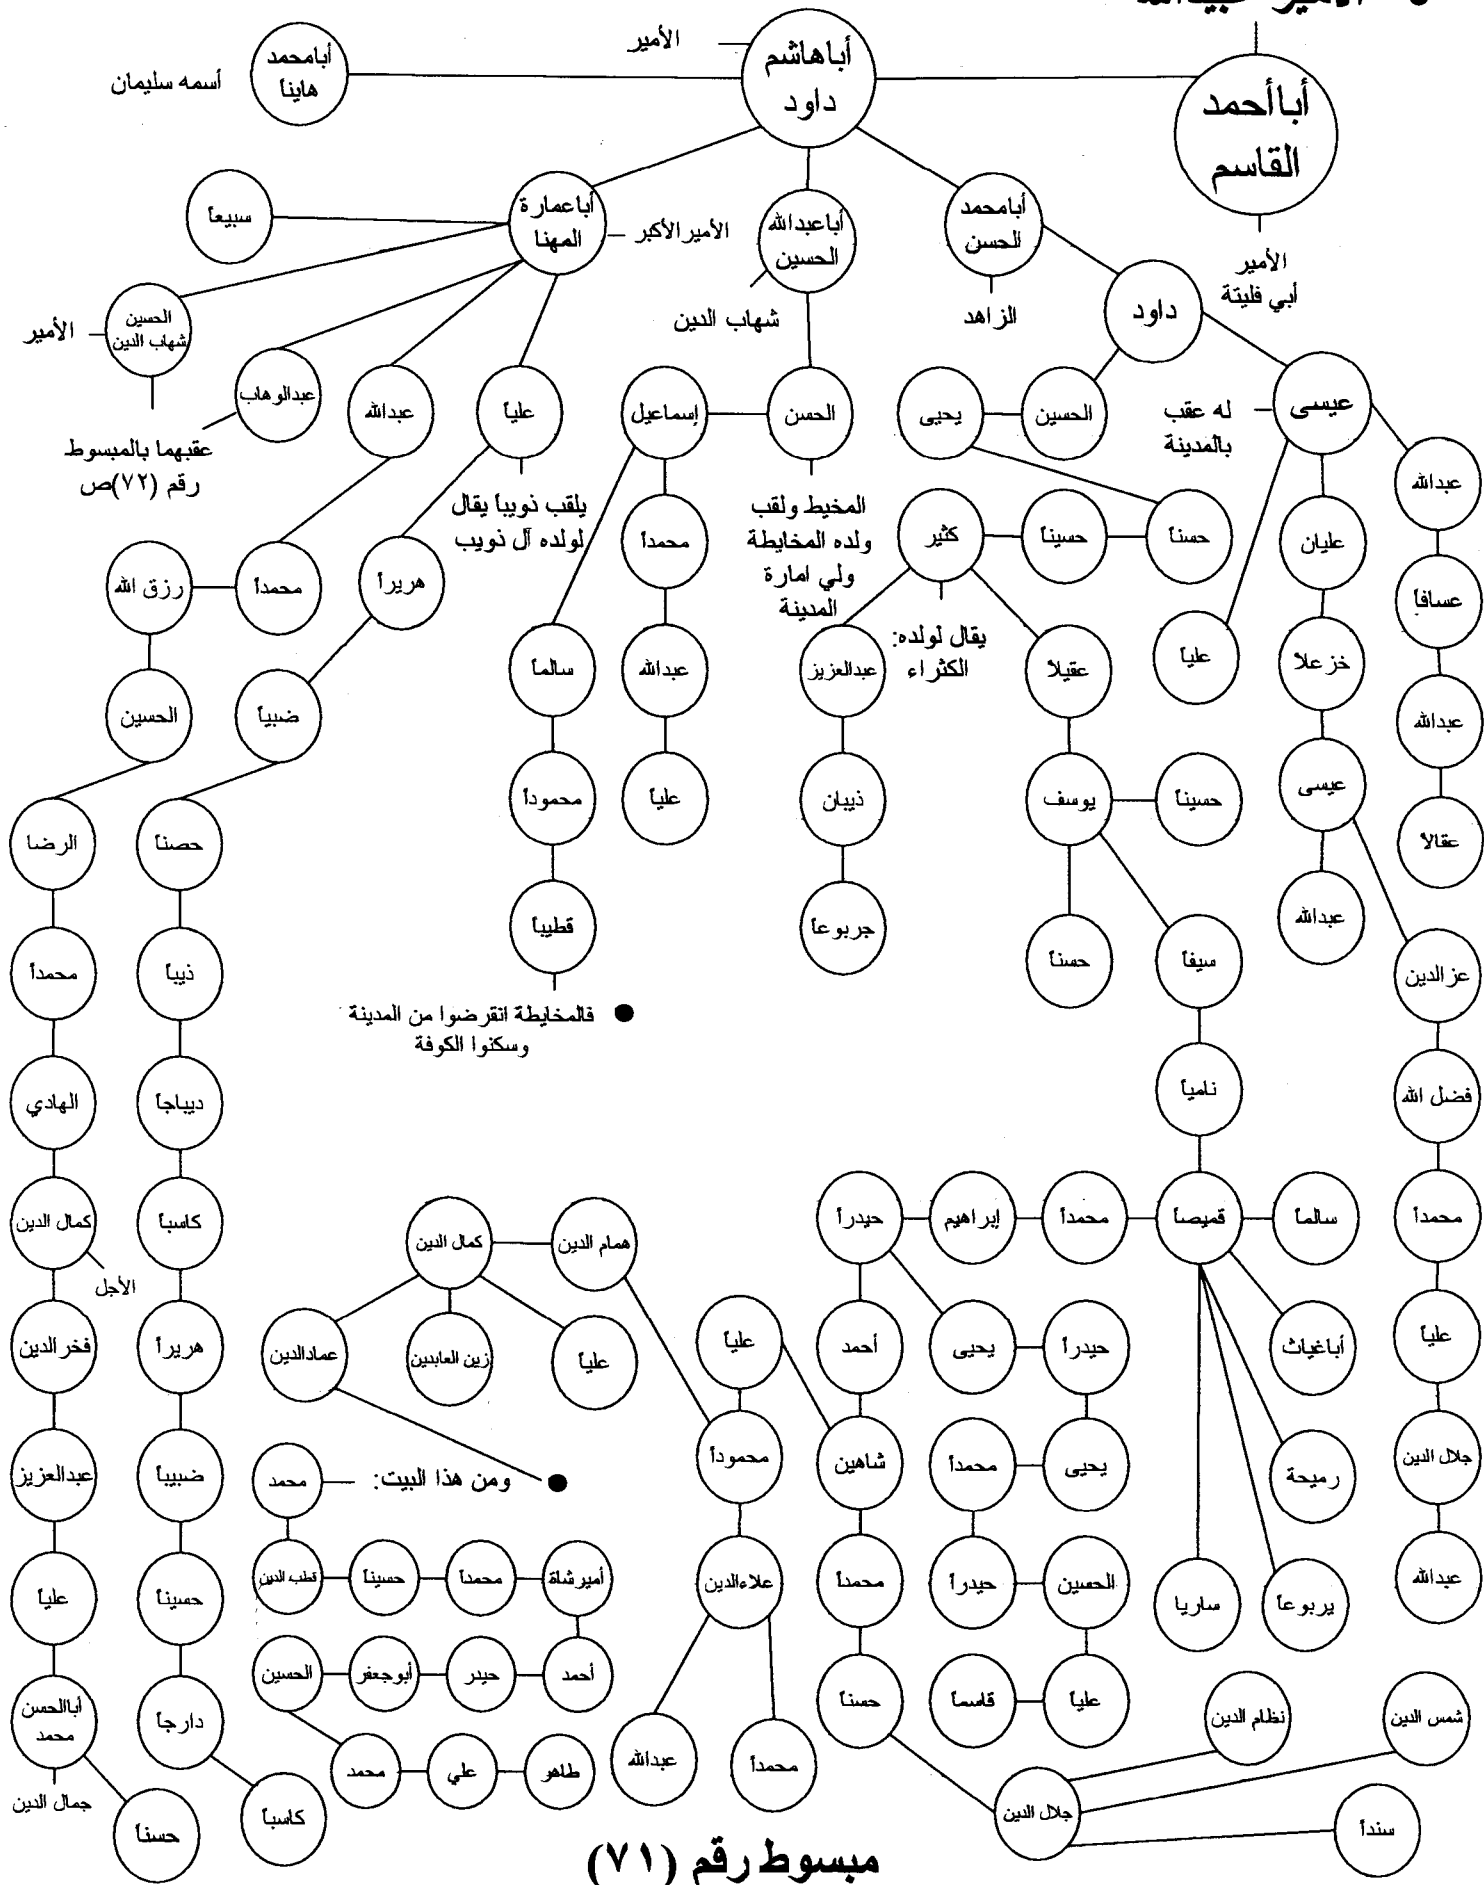 الأمير عبيدالله
الأمير
أباهاشم
داود
أبامحمد
هاينا
أسمه سليمان
أباأحمد
القاسم
الأمير
أبي فليتة
أبامحمد
الحسن
الزاهد
أباعبدالله
الحسين
شهاب الدين
أباعمارة
المهنا
الأمير الأكبر
سبيعاً
داود
الحسين
شهاب الدين
الأمير
عبدالوهاب
عقبهما بالمبسوط
رقم (٧٢)ص
عبدالله
علياً
يلقب ذويبا يقال
لولده آل ذويب
إسماعيل
الحسن
المخيط ولقب
ولده المخايطة
ولي امارة
المدينة
يحيى
الحسين
عيسى
له عقب
بالمدينة
عبدالله
عليان
علياً
حسناً
حسيناً
كثير
يقال لولده:
الكثراء
محمداً
هريراً
محمداً
رزق الله
عسافاً
خزعلاً
عقيلاً
عبدالعزيز
عبدالله
سالماً
ضبياً
الحسين
عبدالله
عيسى
حسيناً
يوسف
ذيبان
علياً
محموداً
حصناً
الرضا
عقالاً
عبدالله
سيفاً
حسناً
جربوعاً
قطيباً
فالمخايطة انقرضوا من المدينة
وسكنوا الكوفة
ذيباً
محمداً
عزالدين
نامياً
ديباجاً
الهادي
فضل الله
محمداً
سالماً
قميصاً
محمداً
إبراهيم
حيدراً
همام الدين
كمال الدين
كاسباً
كمال الدين
الأجل
علياً
أباغياث
حيدراً
يحيى
أحمد
علياً
علياً
زين العابدين
عمادالدين
هريراً
فخرالدين
جلال الدين
رميحة
يحيى
محمداً
شاهين
محموداً
ومن هذا البيت:
محمد
ضبيباً
عبدالعزيز
عبدالله
يربوعاً
ساريا
الحسين
حيدراً
محمداً
علاءالدين
أميرشاة
محمداً
حسيناً
قطب الدين
حسيناً
علياً
أحمد
حيدر
أبوجعفر
الحسين
شمس الدين
نظام الدين
علياً
قاسماً
حسناً
محمداً
عبدالله
طاهر
علي
محمد
دارجاً
أباالحسن
محمد
جمال الدين
سنداً
جلال الدين
كاسباً
حسناً
مبسوط رقم (٧١)